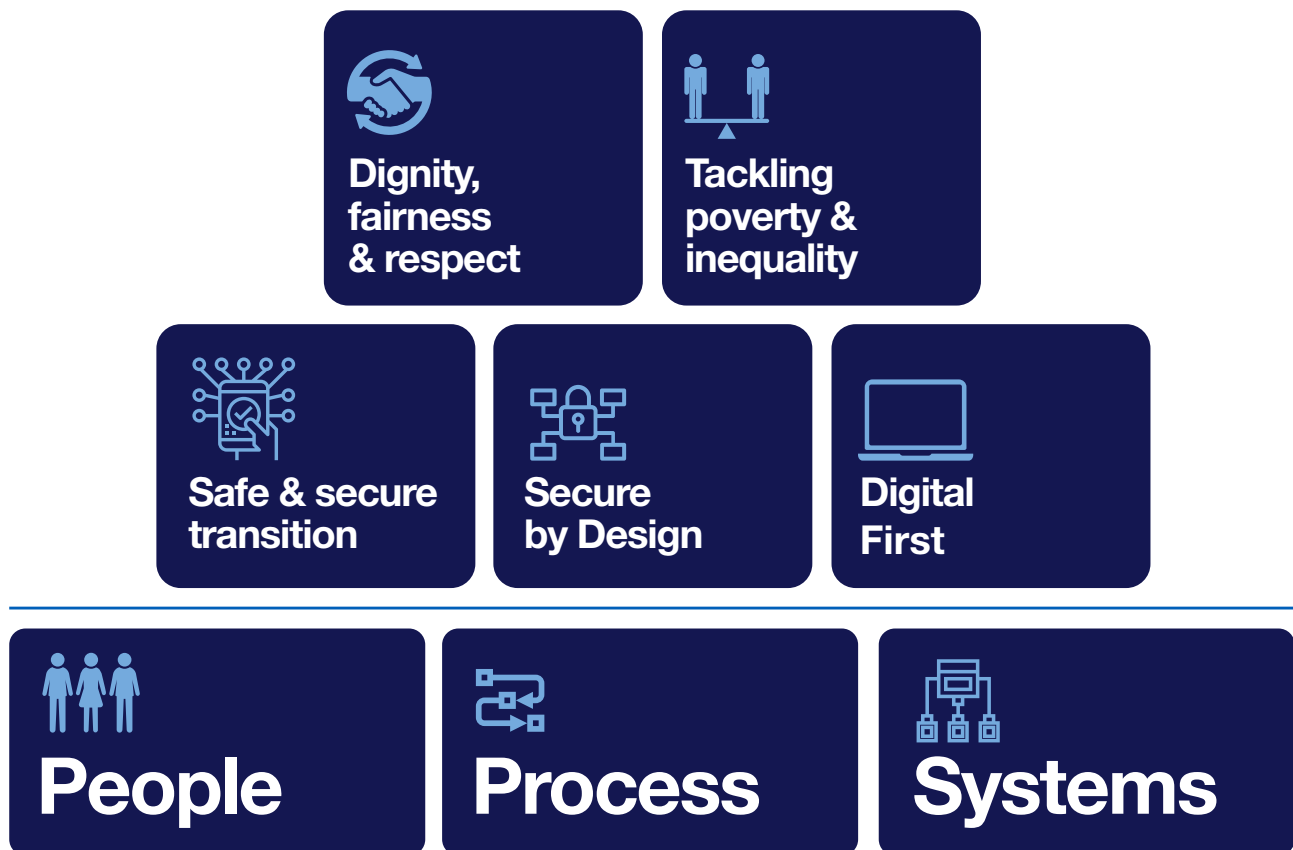 Dignity,
fairness
& respect
Tackling
poverty &
inequality
Safe & secure
transition
Secure
by Design
Digital
First
People
Process
Systems